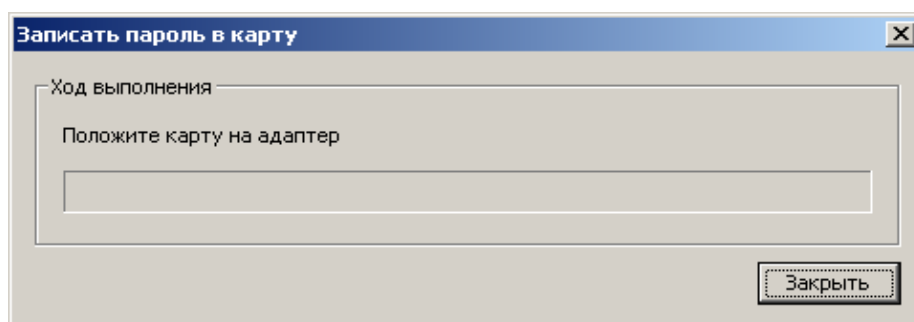 Записать пароль в карту
Ход выполнения
Положите карту на адаптер
Закрыть